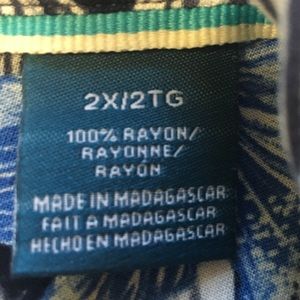 2X/2TG
100% RAYON/
RAYONNE/
RAYÓN
MADE IN MADAGASCAR
FAIT A MADAGASCAR
HECHO EN MADAGASCAR